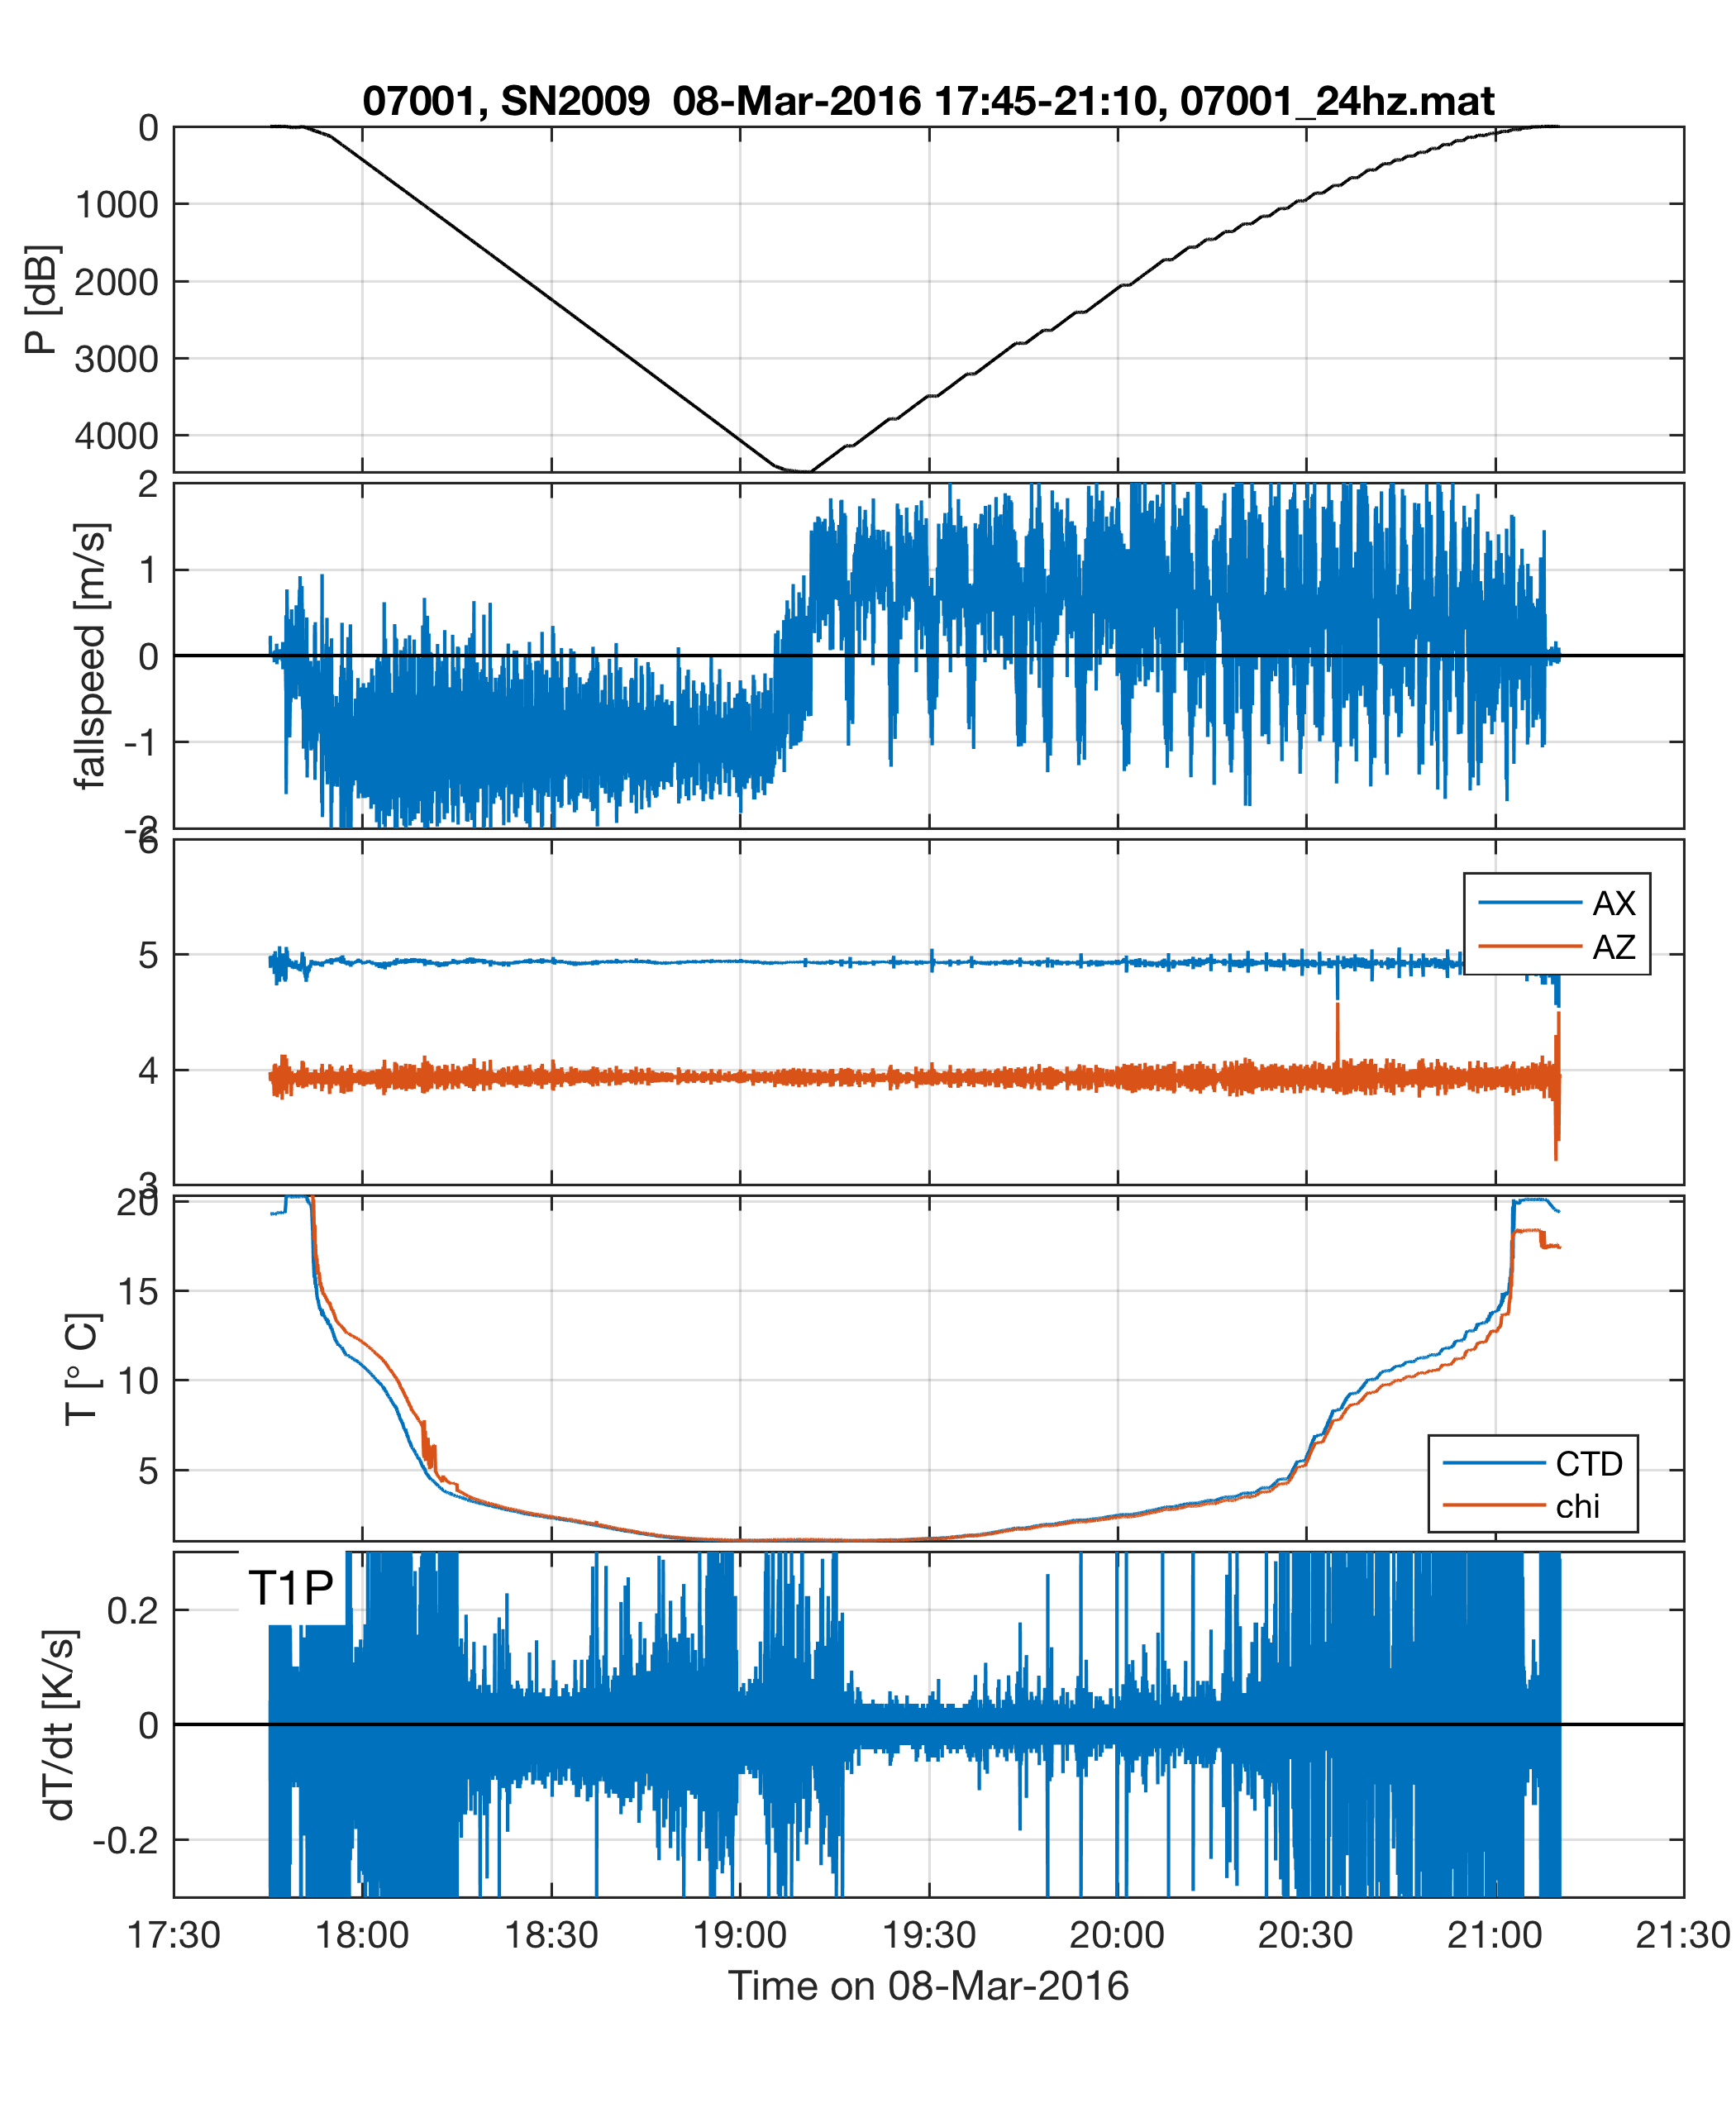 07001, SN2009  08-Mar-2016 17:45-21:10, 07001_24hz.mat
0
1000
2000
3000
4000
P [dB]
2
1
0
-1
-2
fallspeed [m/s]
6
5
4
3
AX
AZ
20
15
10
5
T [° C]
CTD
chi
T1P
0.2
0
-0.2
dT/dt [K/s]
17:30 18:00 18:30 19:00 19:30 20:00 20:30 21:00 21:30
Time on 08-Mar-2016